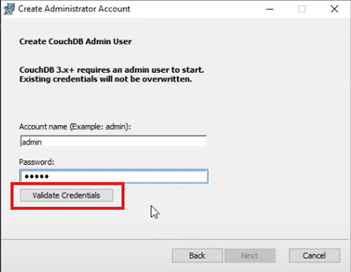 Create Administrator Account
Create CouchDB Admin User
CouchDB 3.x+ requires an admin user to start.
Existing credentials will not be overwritten.
Account name (Example: admin):
admin
Password:
•••••
Validate Credentials
Back Next Cancel